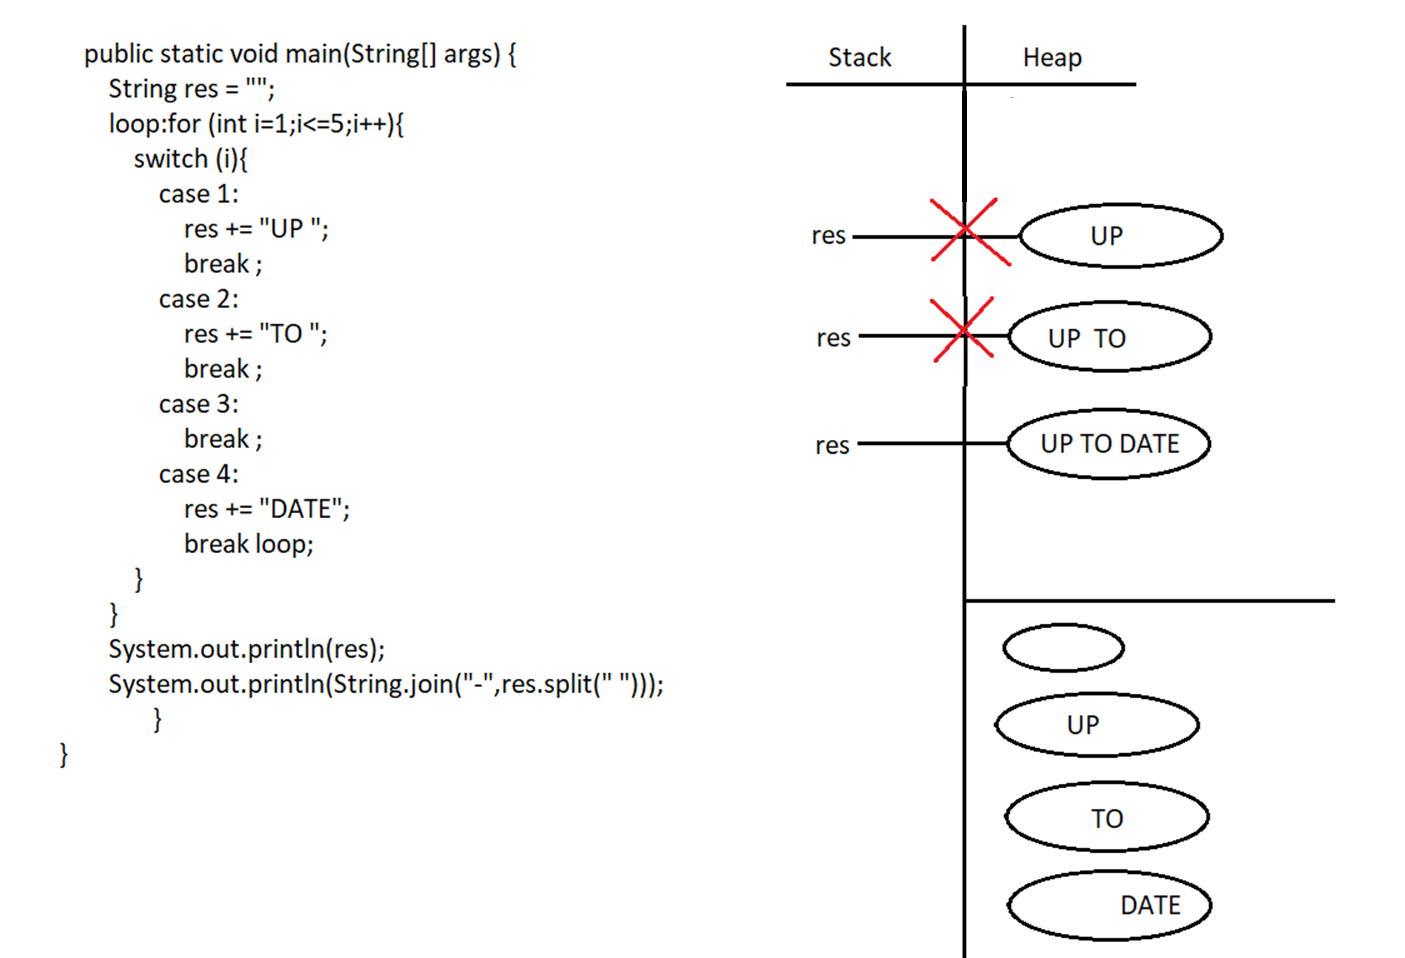 public static void main(String[] args) {
String res = "";
loop:for (int i=1;i<=5;i++){
switch (i){
case 1:
res += "UP ";
break ;
case 2:
res += "TO ";
break ;
case 3:
break ;
case 4:
res += "DATE";
break loop;
}
}
System.out.println(res);
System.out.println(String.join("-",res.split(" ")));
}
}
Stack Heap
res UP
res UP TO
res UP TO DATE
UP
TO
DATE